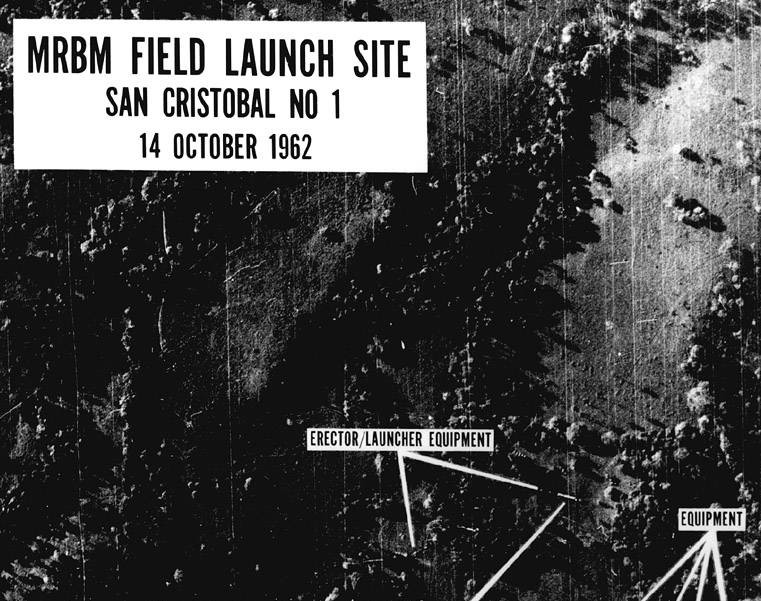 MRBM FIELD LAUNCH SITE
SAN CRISTOBAL NO 1
14 OCTOBER 1962
ERECTOR/LAUNCHER EQUIPMENT
EQUIPMENT